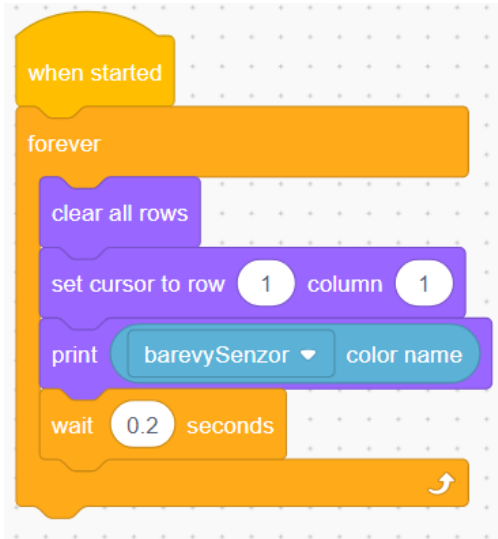 when started
forever
clear all rows
set cursor to row 1 column 1
print barevySenzor color name
wait 0.2 seconds